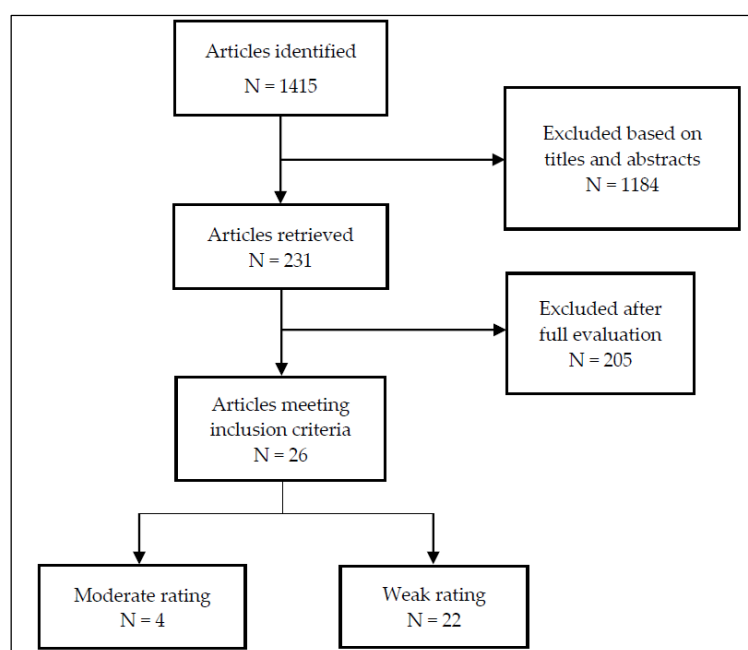 Articles identified
N = 1415
Excluded based on
titles and abstracts
N = 1184
Articles retrieved
N = 231
Excluded after
full evaluation
N = 205
Articles meeting
inclusion criteria
N = 26
Moderate rating
N = 4
Weak rating
N = 22